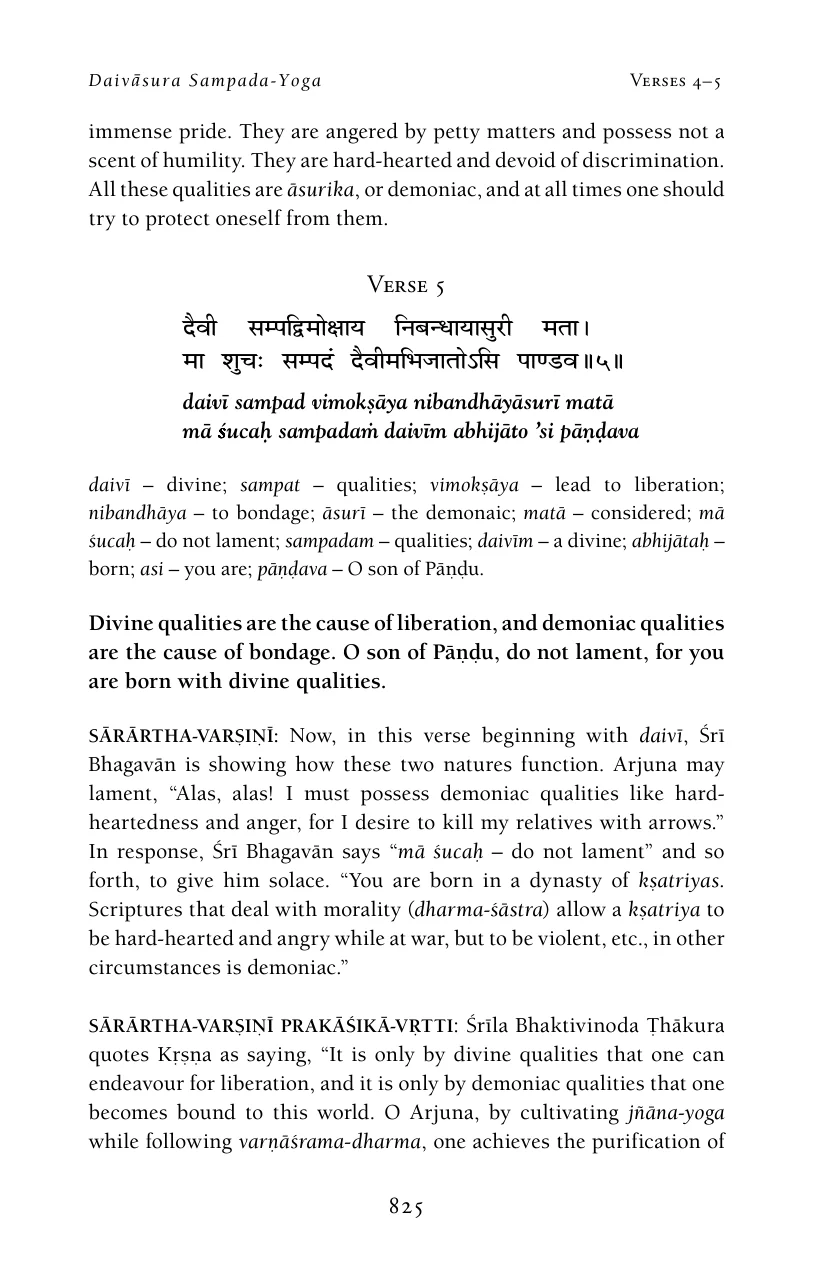 Daivāsura Sampada-Yoga Verses 4–5
immense pride. They are angered by petty matters and possess not a
scent of humility. They are hard-hearted and devoid of discrimination.
All these qualities are āsurika, or demoniac, and at all times one should
try to protect oneself from them.
Verse 5
दैवी सम्पद्विमोक्षाय निबन्धायासुरी मता।
मा शुचः सम्पदं दैवीमभिजातोऽसि पाण्डव॥५॥
daivī sampad vimokṣāya nibandhāyāsurī matā
mā śucaḥ sampadaṁ daivīm abhijāto ’si pāṇḍava
daivī – divine; sampat – qualities; vimokṣāya – lead to liberation;
nibandhāya – to bondage; āsurī – the demonaic; matā – considered; mā
śucaḥ – do not lament; sampadam – qualities; daivīm – a divine; abhijātaḥ –
born; asi – you are; pāṇḍava – O son of Pāṇḍu.
Divine qualities are the cause of liberation, and demoniac qualities
are the cause of bondage. O son of Pāṇḍu, do not lament, for you
are born with divine qualities.
SĀRĀRTHA-VARṢIṆĪ: Now, in this verse beginning with daivī, Śrī
Bhagavān is showing how these two natures function. Arjuna may
lament, “Alas, alas! I must possess demoniac qualities like hard-
heartedness and anger, for I desire to kill my relatives with arrows.”
In response, Śrī Bhagavān says “mā śucaḥ – do not lament” and so
forth, to give him solace. “You are born in a dynasty of kṣatriyas.
Scriptures that deal with morality (dharma-śāstra) allow a kṣatriya to
be hard-hearted and angry while at war, but to be violent, etc., in other
circumstances is demoniac.”
SĀRĀRTHA-VARṢIṆĪ PRAKĀŚIKĀ-VṚTTI: Śrīla Bhaktivinoda Ṭhākura
quotes Kṛṣṇa as saying, “It is only by divine qualities that one can
endeavour for liberation, and it is only by demoniac qualities that one
becomes bound to this world. O Arjuna, by cultivating jñāna-yoga
while following varṇāśrama-dharma, one achieves the purification of
825